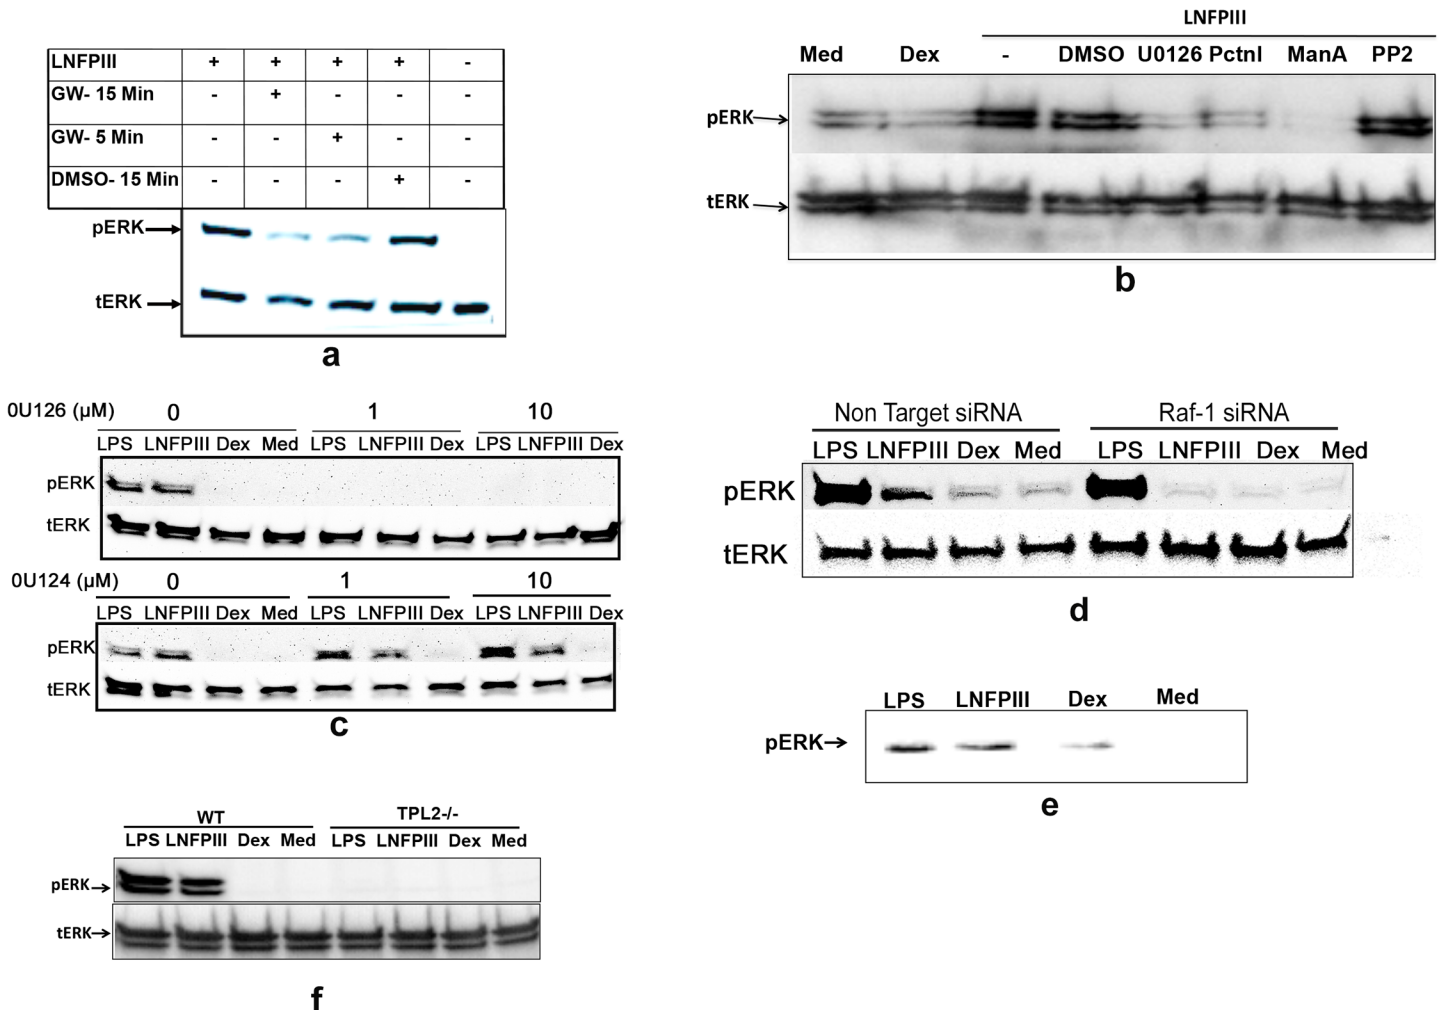 LNFPIII + + + + -
GW- 15 Min - + - - -
GW- 5 Min - - + - -
DMSO- 15 Min - - - + -
pERK
tERK
a
LNFPIII
Med Dex - DMSO U0126 Pctnl ManA PP2
pERK
tERK
b
0U126 (µM) 0 1 10
LPS LNFPIII Dex Med LPS LNFPIII Dex LPS LNFPIII Dex
pERK
tERK
0U124 (µM) 0 1 10
LPS LNFPIII Dex Med LPS LNFPIII Dex LPS LNFPIII Dex
pERK
tERK
c
Non Target siRNA Raf-1 siRNA
LPS LNFPIII Dex Med LPS LNFPIII Dex Med
pERK
tERK
d
LPS LNFPIII Dex Med
pERK
e
WT TPL2-/-
LPS LNFPIII Dex Med LPS LNFPIII Dex Med
pERK
tERK
f